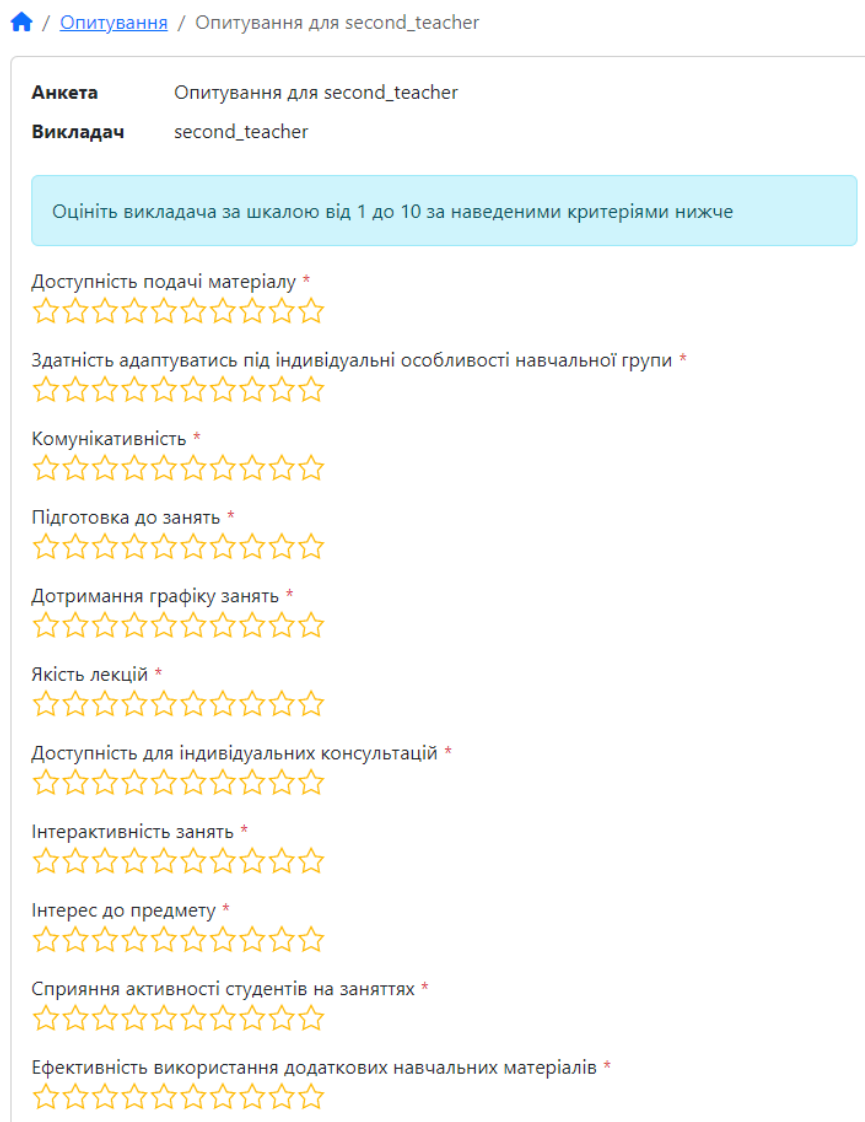 / Опитування / Опитування для second_teacher
Анкета Опитування для second_teacher
Викладач second_teacher
Оцініть викладача за шкалою від 1 до 10 за наведеними критеріями нижче
Доступність подачі матеріалу *
Здатність адаптуватись під індивідуальні особливості навчальної групи *
Комунікативність *
Підготовка до занять *
Дотримання графіку занять *
Якість лекцій *
Доступність для індивідуальних консультацій *
Інтерактивність занять *
Інтерес до предмету *
Сприяння активності студентів на заняттях *
Ефективність використання додаткових навчальних матеріалів *